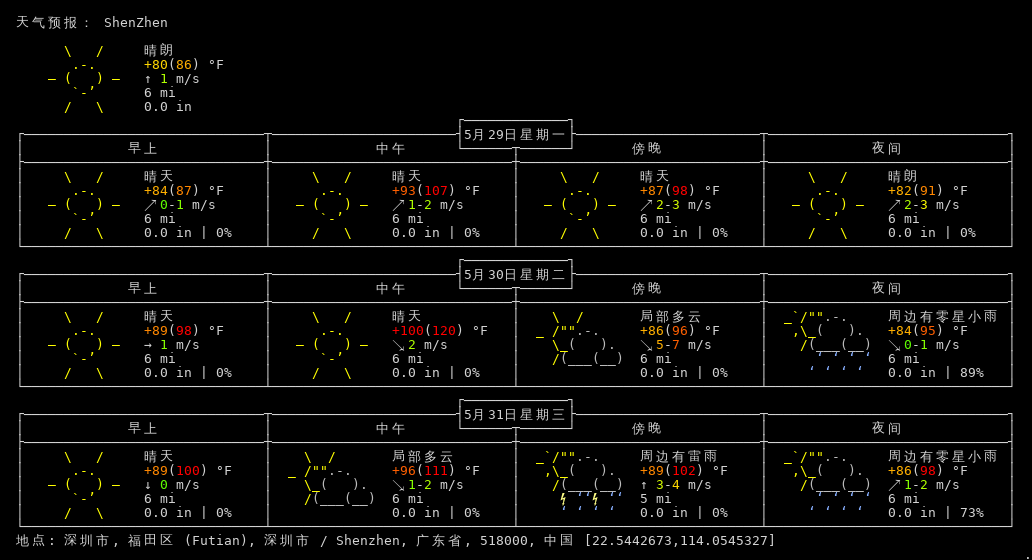 天气预报： ShenZhen
晴朗
+80(86) °F
↑ 1 m/s
6 mi
0.0 in
5月29日星期一
早上 中午 傍晚 夜间
晴天 晴天 晴天 晴朗
+84(87) °F +93(107) °F +87(98) °F +82(91) °F
↗ 0-1 m/s ↗ 1-2 m/s ↗ 2-3 m/s ↗ 2-3 m/s
6 mi 6 mi 6 mi 6 mi
0.0 in | 0% 0.0 in | 0% 0.0 in | 0% 0.0 in | 0%
5月30日星期二
早上 中午 傍晚 夜间
晴天 晴天 局部多云 周边有零星小雨
+89(98) °F +100(120) °F +86(96) °F +84(95) °F
→ 1 m/s ↘ 2 m/s ↘ 5-7 m/s ↘ 0-1 m/s
6 mi 6 mi 6 mi 6 mi
0.0 in | 0% 0.0 in | 0% 0.0 in | 0% 0.0 in | 89%
5月31日星期三
早上 中午 傍晚 夜间
晴天 局部多云 周边有雷雨 周边有零星小雨
+89(100) °F +96(111) °F +89(102) °F +86(98) °F
↓ 0 m/s ↘ 1-2 m/s ↑ 3-4 m/s ↗ 1-2 m/s
6 mi 6 mi 5 mi 6 mi
0.0 in | 0% 0.0 in | 0% 0.0 in | 0% 0.0 in | 73%
地点: 深圳市, 福田区 (Futian), 深圳市 / Shenzhen, 广东省, 518000, 中国 [22.5442673,114.0545327]